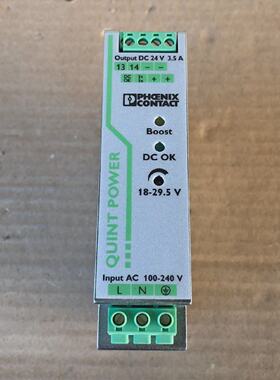 Output DC 24 V 3.5 A
13 14 − −
+ +
PHŒNIX
CONTACT
Boost
DC OK
18-29.5 V
QUINT POWER
Input AC 100-240 V
L N